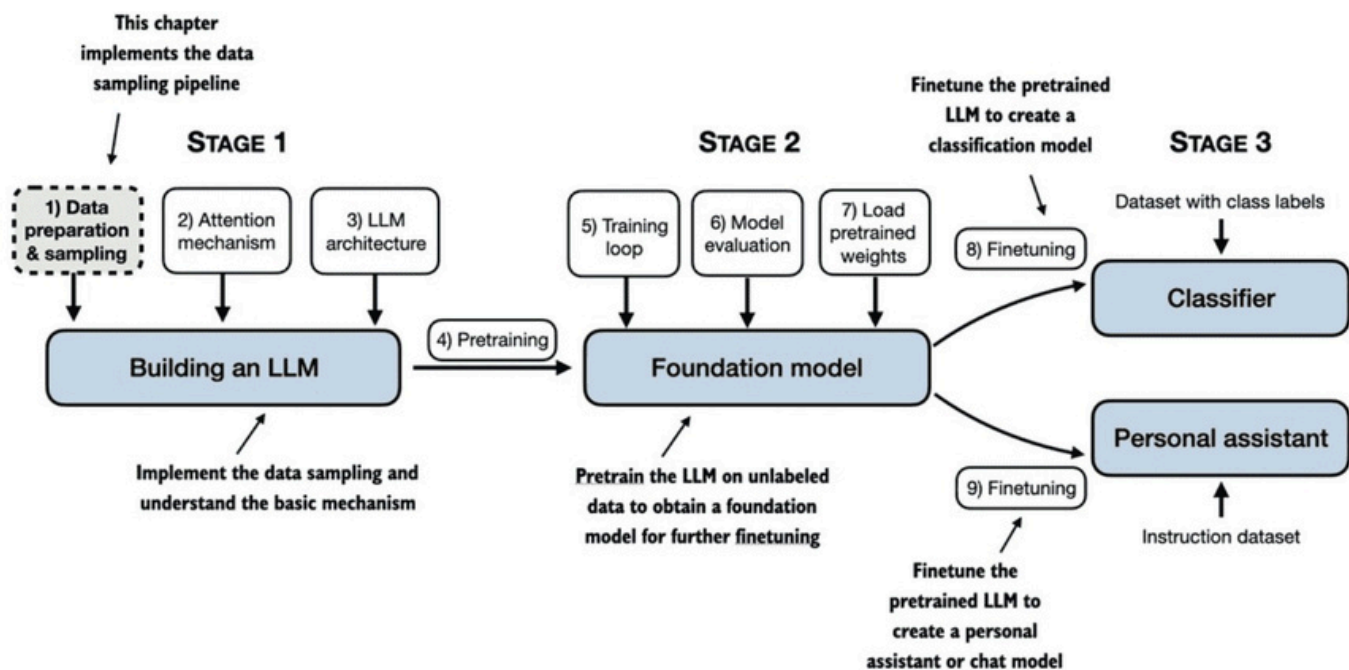 This chapter
implements the data
sampling pipeline
STAGE 1
1) Data
preparation
& sampling
2) Attention
mechanism
3) LLM
architecture
Building an LLM
Implement the data sampling and
understand the basic mechanism
4) Pretraining
STAGE 2
5) Training
loop
6) Model
evaluation
7) Load
pretrained
weights
Foundation model
Pretrain the LLM on unlabeled
data to obtain a foundation
model for further finetuning
Finetune the pretrained
LLM to create a
classification model
STAGE 3
Dataset with class labels
8) Finetuning
Classifier
Personal assistant
9) Finetuning
Instruction dataset
Finetune the
pretrained LLM to
create a personal
assistant or chat model